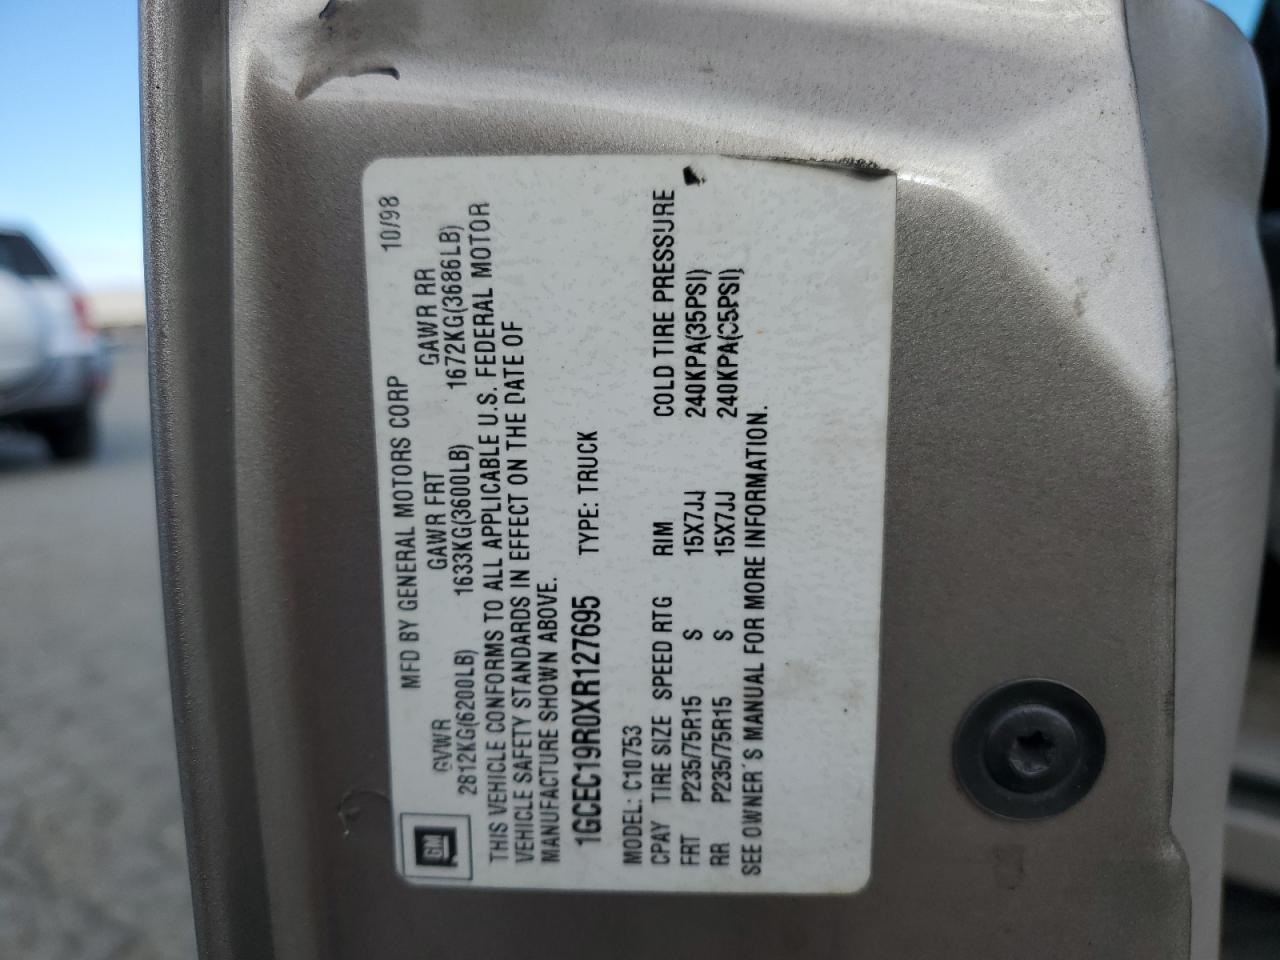 MFD BY GENERAL MOTORS CORP 10/98
GM
GVWR GAWR FRT GAWR RR
2812KG(6200LB) 1633KG(3600LB) 1672KG(3686LB)
THIS VEHICLE CONFORMS TO ALL APPLICABLE U.S. FEDERAL MOTOR
VEHICLE SAFETY STANDARDS IN EFFECT ON THE DATE OF
MANUFACTURE SHOWN ABOVE.
1GCEC19R0XR127695 TYPE: TRUCK
MODEL: C10753
CPAY TIRE SIZE SPEED RTG RIM COLD TIRE PRESSURE
FRT P235/75R15 S 15X7JJ 240KPA(35PSI)
RR P235/75R15 S 15X7JJ 240KPA(35PSI)
SEE OWNER'S MANUAL FOR MORE INFORMATION.